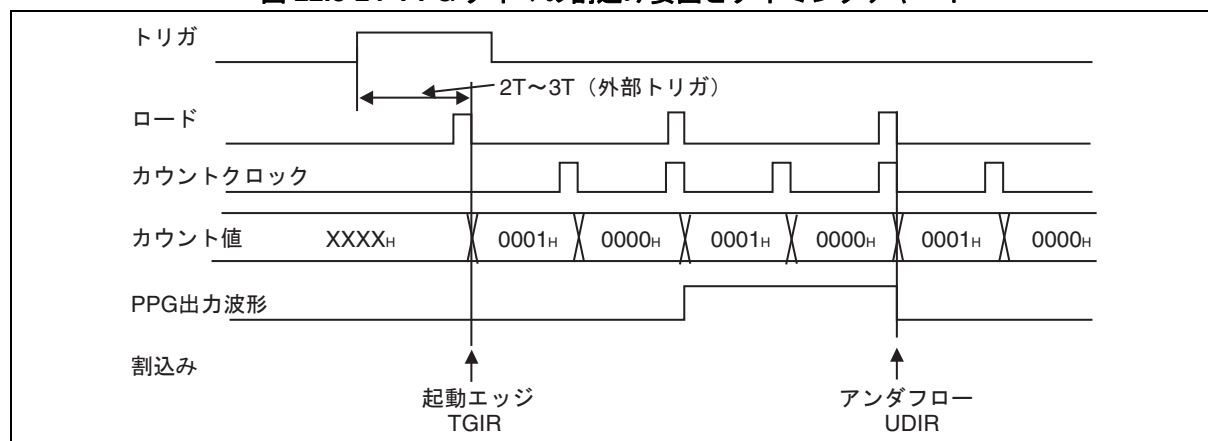 トリガ
2T～3T（外部トリガ）
ロード
カウントクロック
カウント値 XXXXH 0001H 0000H 0001H 0000H 0001H 0000H
PPG出力波形
割込み
起動エッジ
TGIR
アンダフロー
UDIR